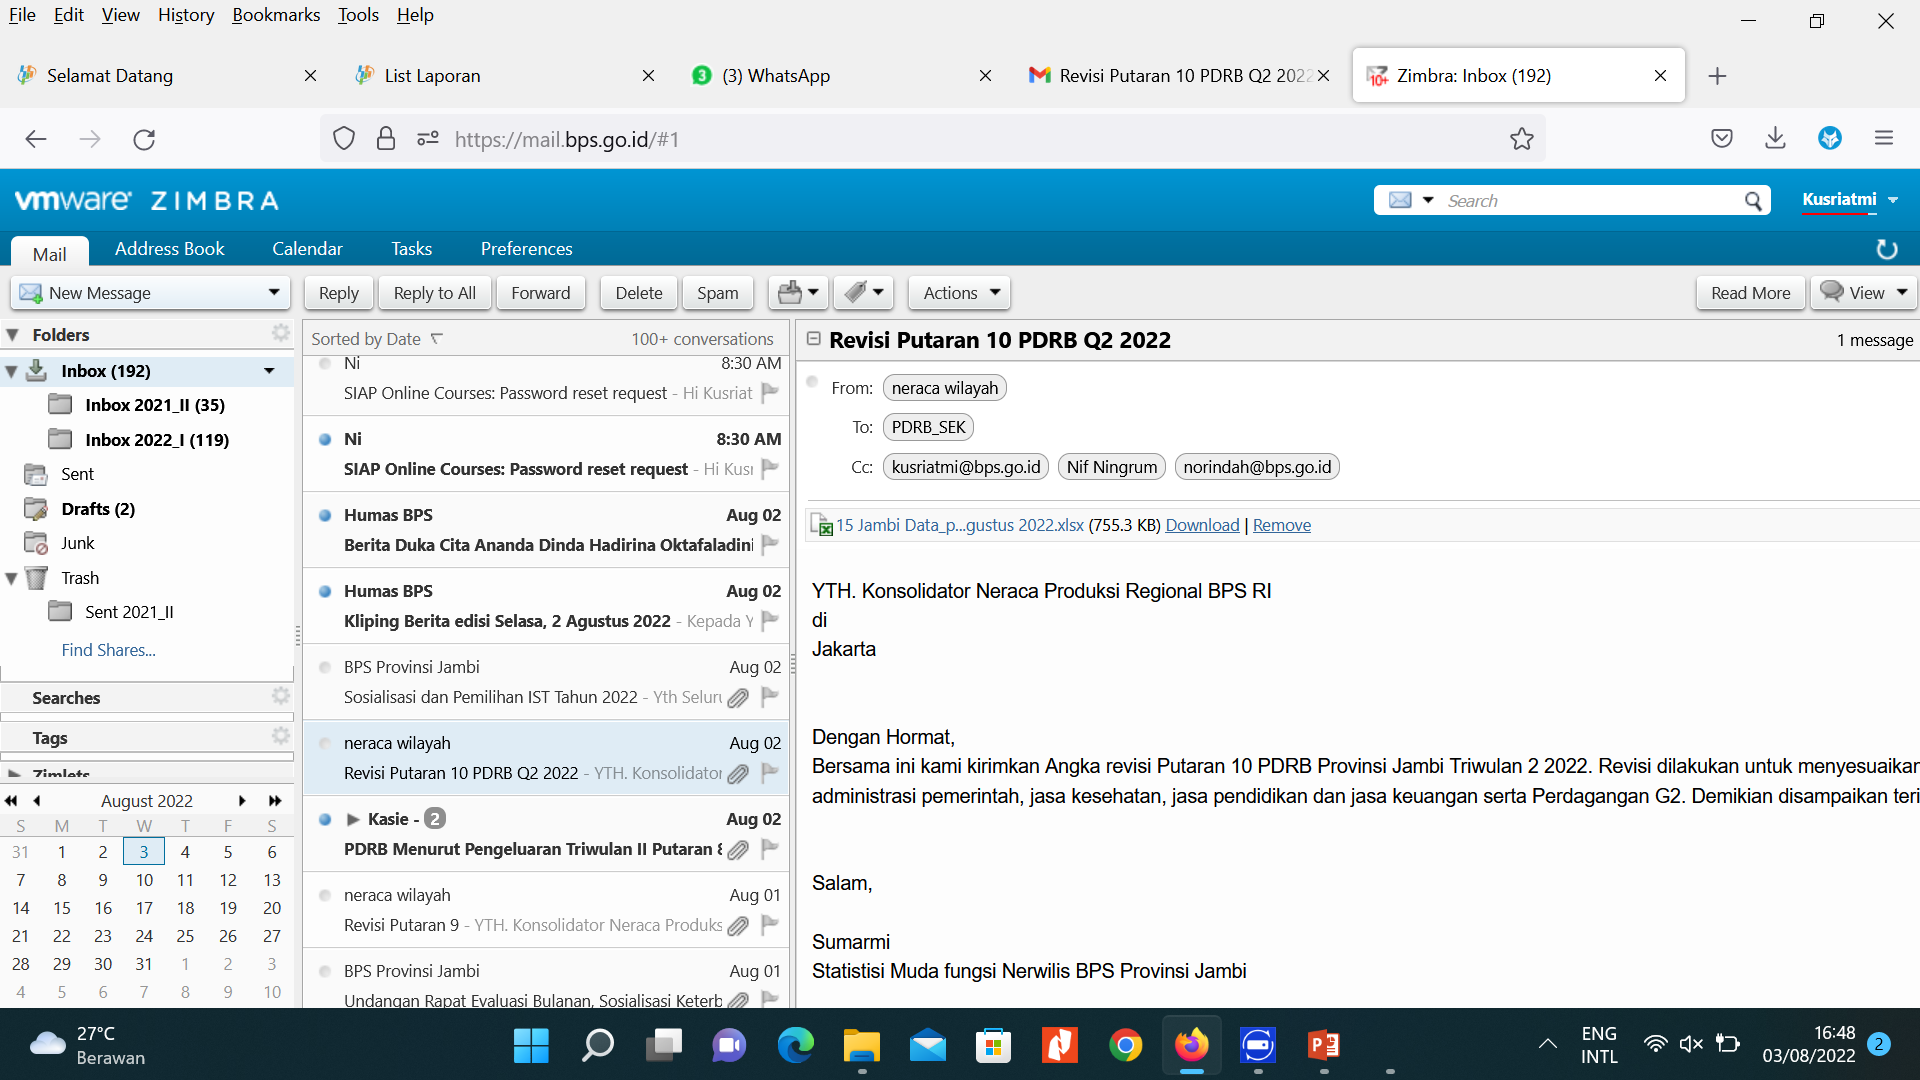 File Edit View History Bookmarks Tools Help
Selamat Datang
List Laporan
3 (3) WhatsApp
Revisi Putaran 10 PDRB Q2 2022
10+ Zimbra: Inbox (192)
https://mail.bps.go.id/#1
vmware ZIMBRA
Search
Kusriatmi
Mail Address Book Calendar Tasks Preferences
New Message
Reply Reply to All Forward Delete Spam Actions Read More View
Folders
Inbox (192)
Inbox 2021_II (35)
Inbox 2022_I (119)
Sent
Drafts (2)
Junk
Trash
Sent 2021_II
Find Shares...
Searches
Tags
Zimlets
August 2022
S M T W T F S
31 1 2 3 4 5 6
7 8 9 10 11 12 13
14 15 16 17 18 19 20
21 22 23 24 25 26 27
28 29 30 31 1 2 3
4 5 6 7 8 9 10
Sorted by Date 100+ conversations
Ni 8:30 AM
SIAP Online Courses: Password reset request - Hi Kusriat
Ni 8:30 AM
SIAP Online Courses: Password reset request - Hi Kusr
Humas BPS Aug 02
Berita Duka Cita Ananda Dinda Hadirina Oktafaladini
Humas BPS Aug 02
Kliping Berita edisi Selasa, 2 Agustus 2022 - Kepada Y
BPS Provinsi Jambi Aug 02
Sosialisasi dan Pemilihan IST Tahun 2022 - Yth Seluru
neraca wilayah Aug 02
Revisi Putaran 10 PDRB Q2 2022 - YTH. Konsolidator
Kasie - 2 Aug 02
PDRB Menurut Pengeluaran Triwulan II Putaran 8
neraca wilayah Aug 01
Revisi Putaran 9 - YTH. Konsolidator Neraca Produks
BPS Provinsi Jambi Aug 01
Undangan Rapat Evaluasi Bulanan, Sosialisasi Keterb
Revisi Putaran 10 PDRB Q2 2022 1 message
From: neraca wilayah
To: PDRB_SEK
Cc: kusriatmi@bps.go.id Nif Ningrum norindah@bps.go.id
15 Jambi Data_p...gustus 2022.xlsx (755.3 KB) Download | Remove
YTH. Konsolidator Neraca Produksi Regional BPS RI
di
Jakarta
Dengan Hormat,
Bersama ini kami kirimkan Angka revisi Putaran 10 PDRB Provinsi Jambi Triwulan 2 2022. Revisi dilakukan untuk menyesuaikan
administrasi pemerintah, jasa kesehatan, jasa pendidikan dan jasa keuangan serta Perdagangan G2. Demikian disampaikan teri
Salam,
Sumarmi
Statistisi Muda fungsi Nerwilis BPS Provinsi Jambi
27°C
Berawan
ENG
INTL
16:48
03/08/2022
2